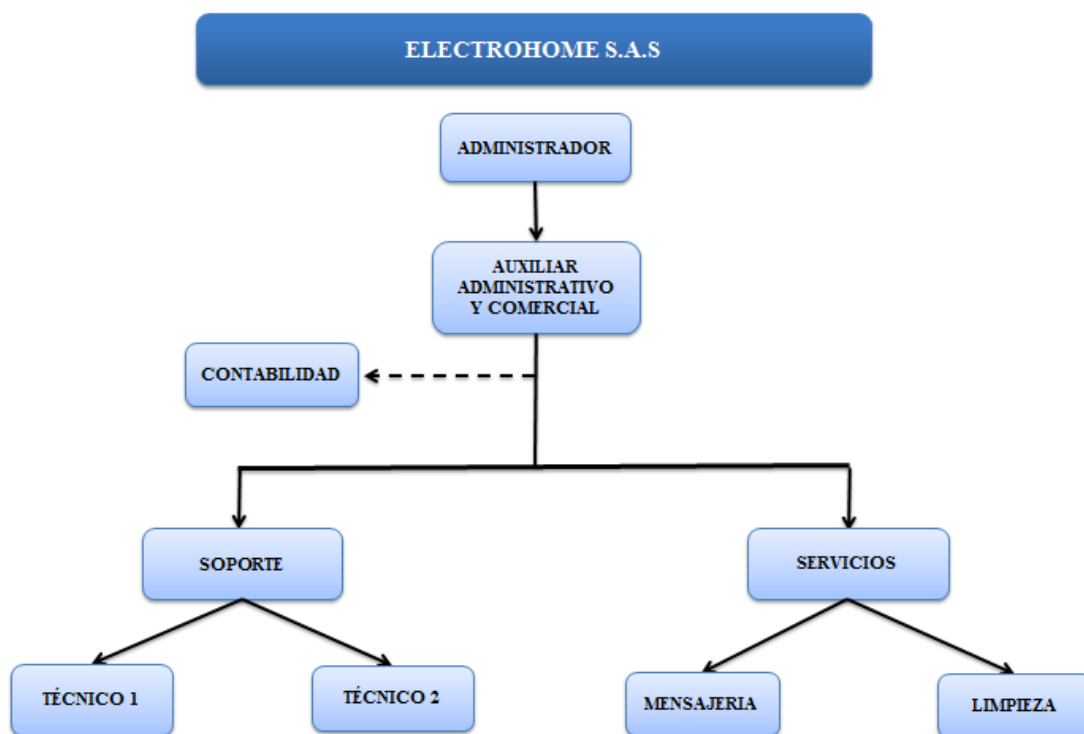 ELECTROHOME S.A.S
ADMINISTRADOR
AUXILIAR
ADMINISTRATIVO
Y COMERCIAL
CONTABILIDAD
SOPORTE
SERVICIOS
TÉCNICO 1
TÉCNICO 2
MENSAJERIA
LIMPIEZA